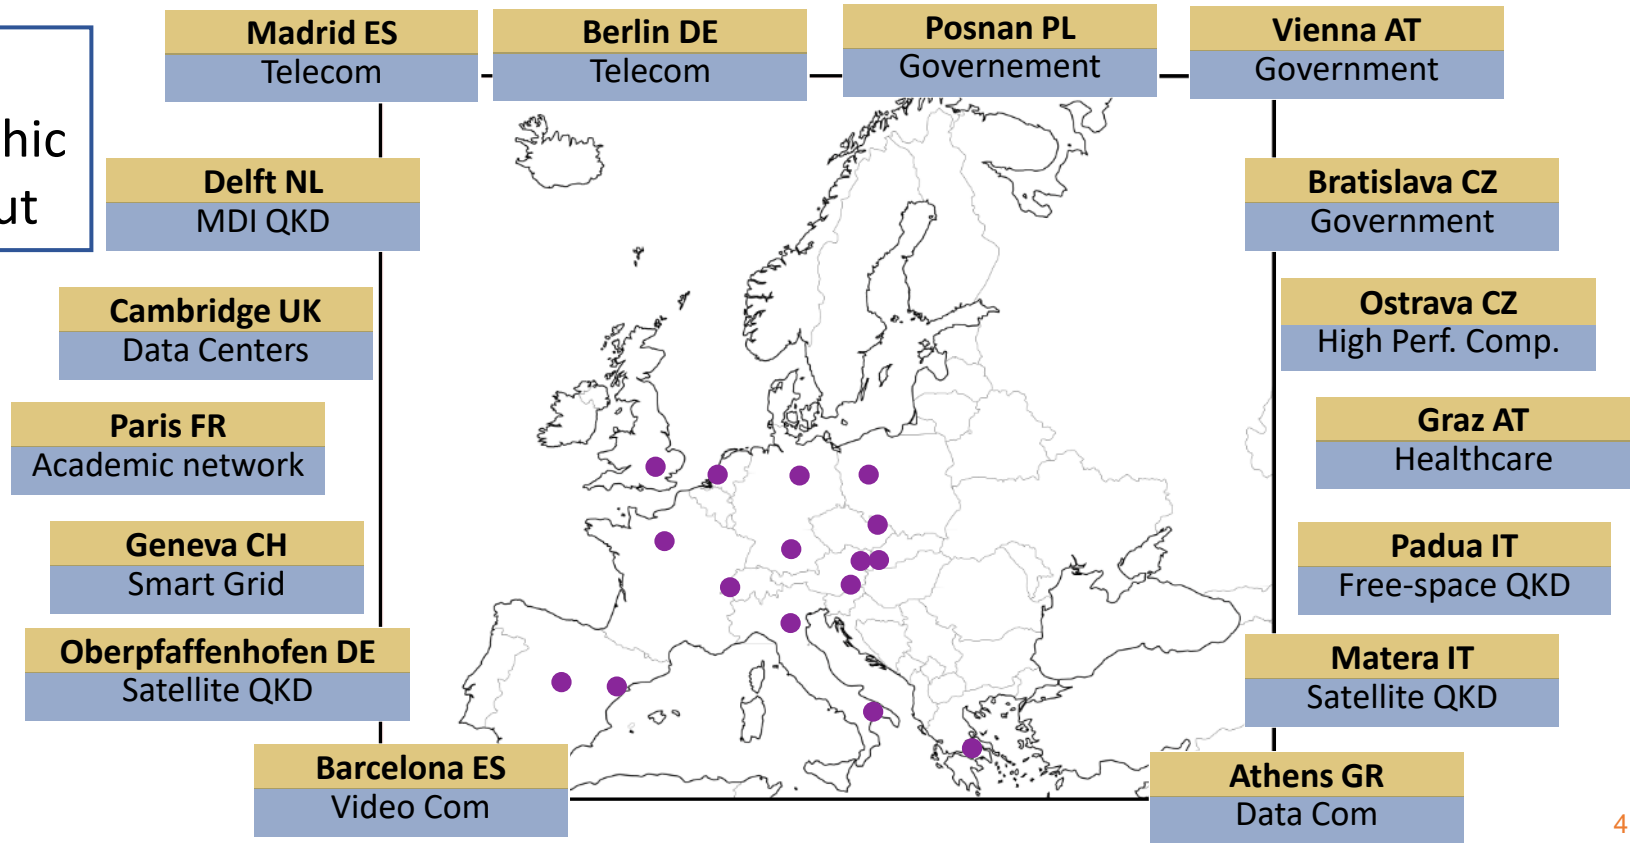 hic
ut
Madrid ES
Telecom
Berlin DE
Telecom
Posnan PL
Governement
Vienna AT
Government
Delft NL
MDI QKD
Bratislava CZ
Government
Cambridge UK
Data Centers
Ostrava CZ
High Perf. Comp.
Paris FR
Academic network
Graz AT
Healthcare
Geneva CH
Smart Grid
Padua IT
Free-space QKD
Oberpfaffenhofen DE
Satellite QKD
Matera IT
Satellite QKD
Barcelona ES
Video Com
Athens GR
Data Com
4